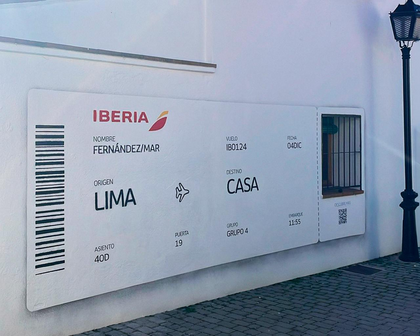 IBERIA
NOMBRE
FERNÁNDEZ/MAR
VUELO
IB0124
FECHA
04DIC
ORIGEN
LIMA
DESTINO
CASA
ASIENTO
40D
PUERTA
19
GRUPO
GRUPO 4
EMBARQUE
11:55